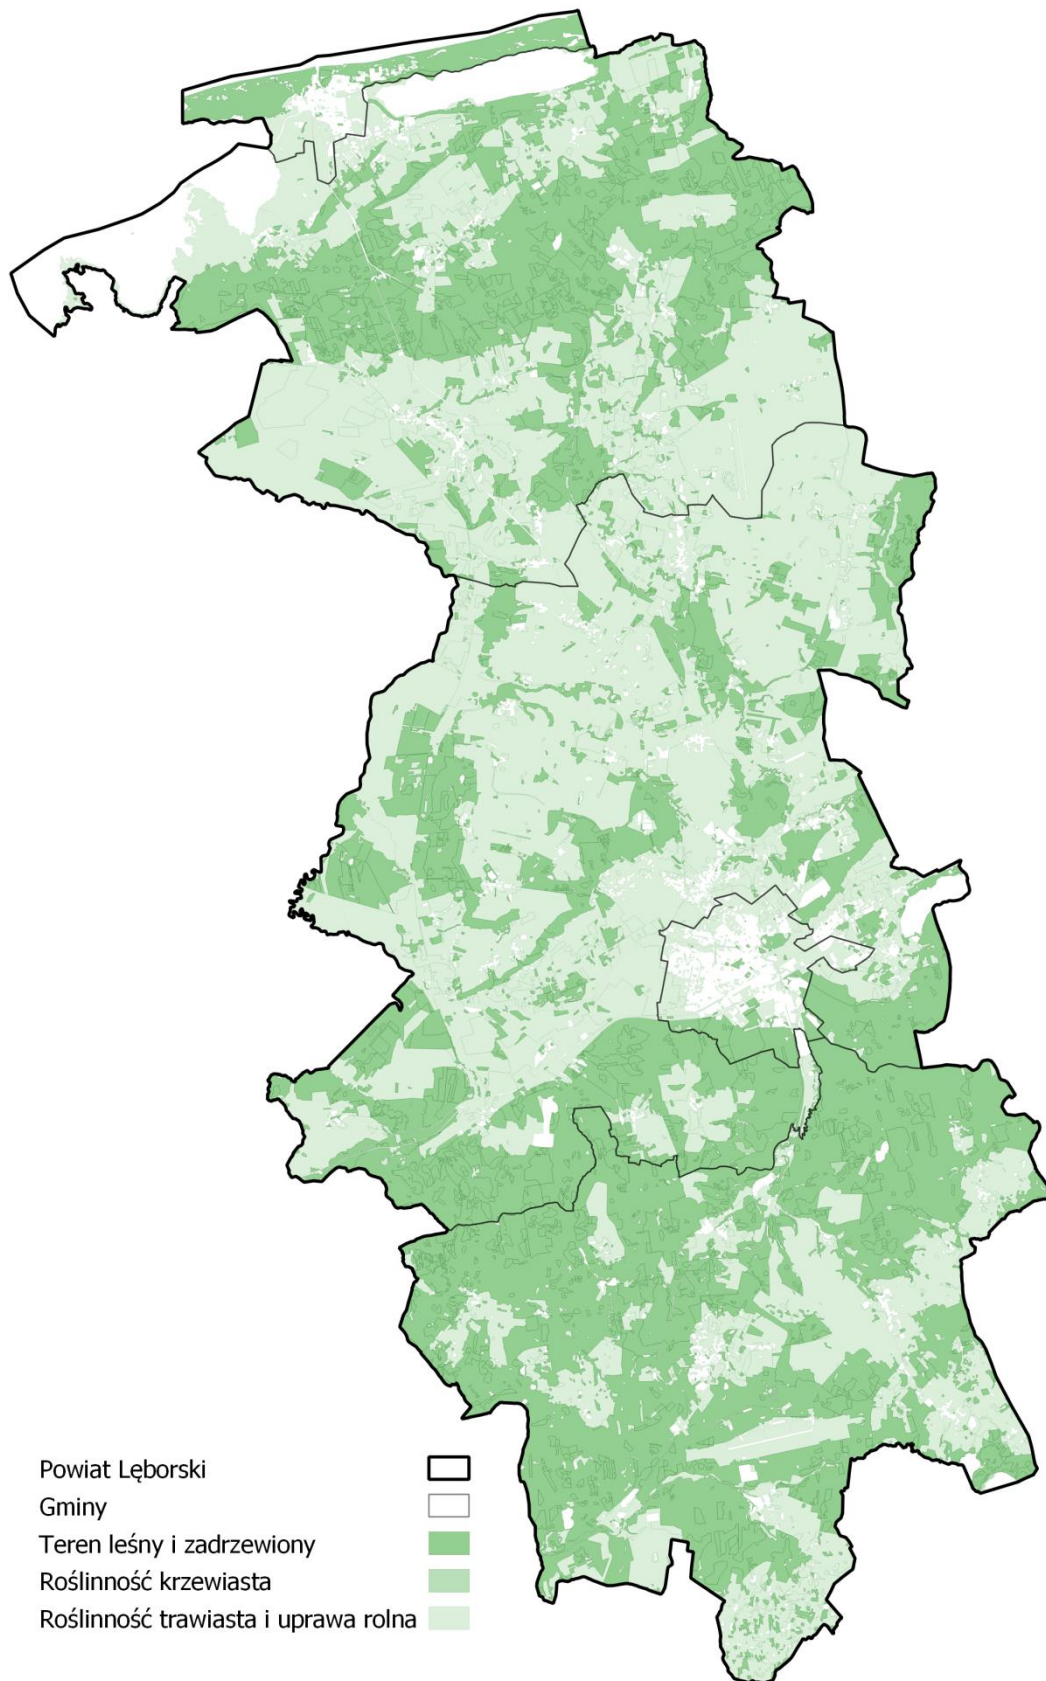 Powiat Lęborski
Gminy
Teren leśny i zadrzewiony
Roślinność krzewiasta
Roślinność trawiasta i uprawa rolna